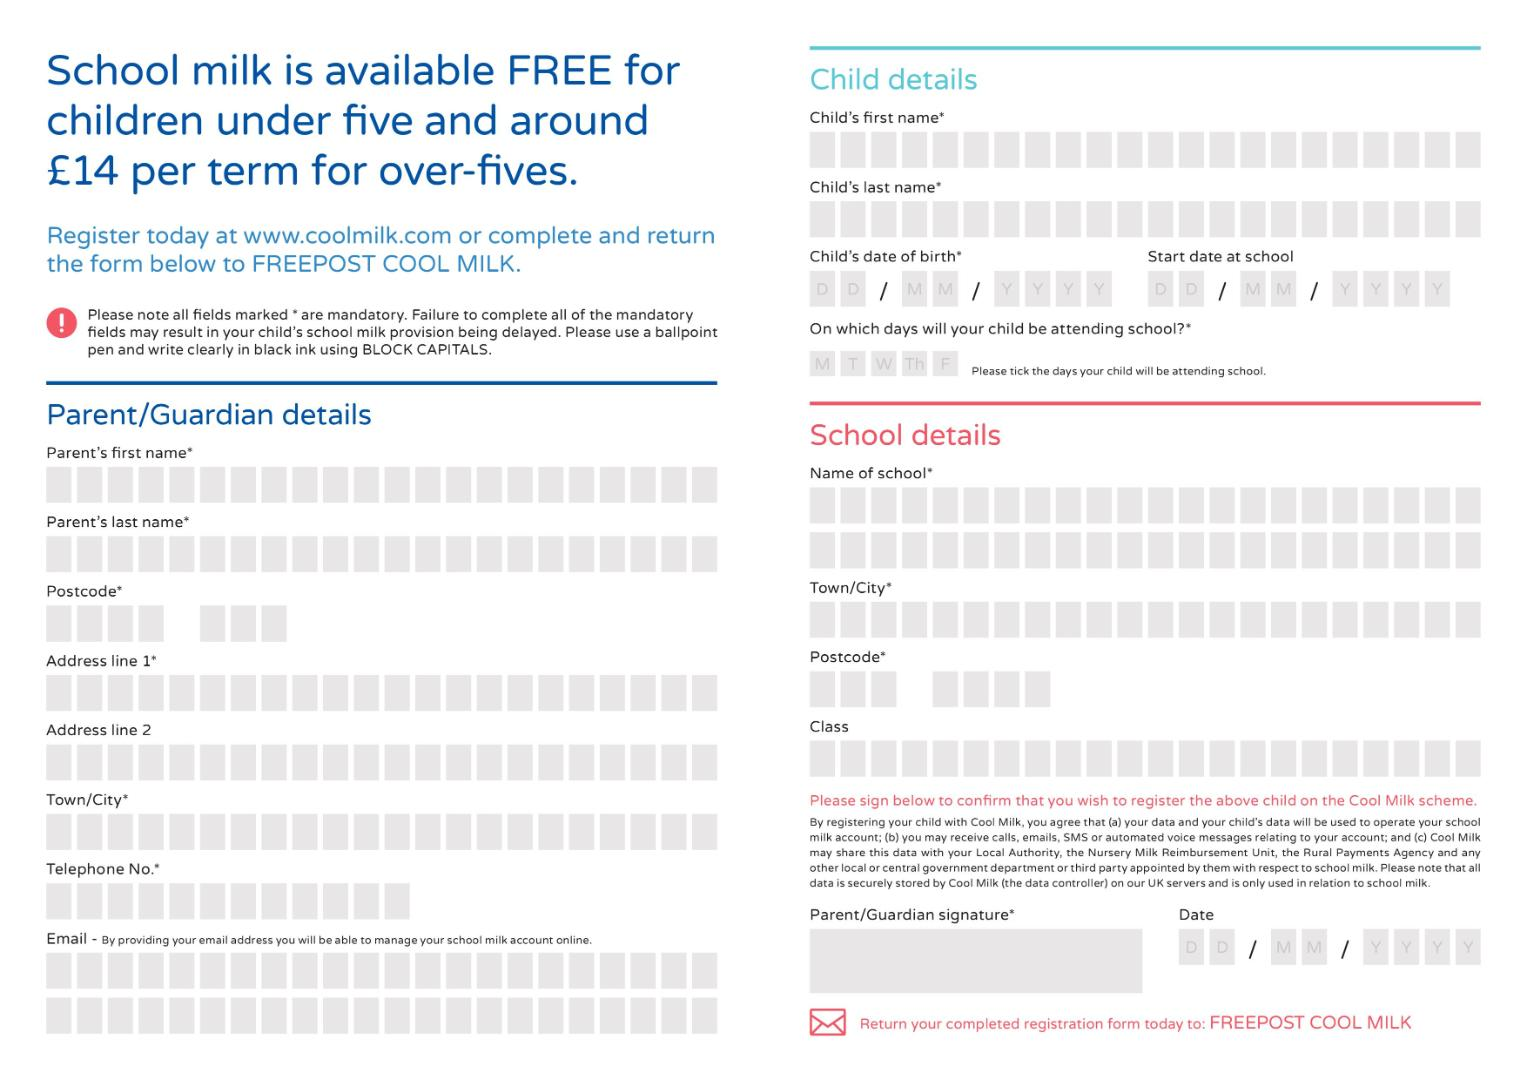 School milk is available FREE for
children under five and around
£14 per term for over-fives.
Register today at www.coolmilk.com or complete and return
the form below to FREEPOST COOL MILK.
! Please note all fields marked * are mandatory. Failure to complete all of the mandatory
fields may result in your child's school milk provision being delayed. Please use a ballpoint
pen and write clearly in black ink using BLOCK CAPITALS.
Parent/Guardian details
Parent's first name*
Parent's last name*
Postcode*
Address line 1*
Address line 2
Town/City*
Telephone No.*
Email - By providing your email address you will be able to manage your school milk account online.
Child details
Child's first name*
Child's last name*
Child's date of birth* Start date at school
D D / M M / Y Y Y Y D D / M M / Y Y Y Y
On which days will your child be attending school?*
M T W Th F Please tick the days your child will be attending school.
School details
Name of school*
Town/City*
Postcode*
Class
Please sign below to confirm that you wish to register the above child on the Cool Milk scheme.
By registering your child with Cool Milk, you agree that (a) your data and your child's data will be used to operate your school
milk account; (b) you may receive calls, emails, SMS or automated voice messages relating to your account; and (c) Cool Milk
may share this data with your Local Authority, the Nursery Milk Reimbursement Unit, the Rural Payments Agency and any
other local or central government department or third party appointed by them with respect to school milk. Please note that all
data is securely stored by Cool Milk (the data controller) on our UK servers and is only used in relation to school milk.
Parent/Guardian signature* Date
D D / M M / Y Y Y Y
Return your completed registration form today to: FREEPOST COOL MILK